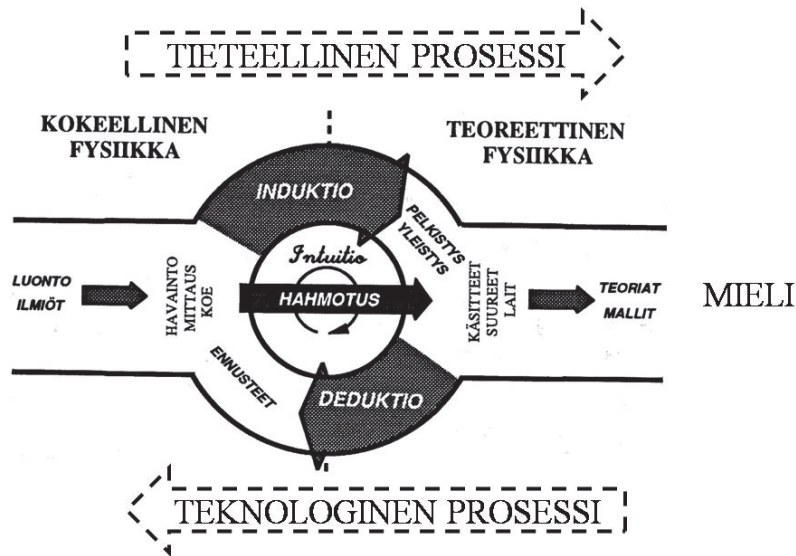 TIETEELLINEN PROSESSI
KOKEELLINEN
FYSIIKKA
TEOREETTINEN
FYSIIKKA
INDUKTIO
PELKISTYS
YLEISTYS
Intuitio
LUONTO
ILMIÖT
HAVAINTO
MITTAUS
KOE
HAHMOTUS
KÄSITTEET
SUUREET
LAIT
TEORIAT
MALLIT
MIELI
ENNUSTEET
DEDUKTIO
TEKNOLOGINEN PROSESSI